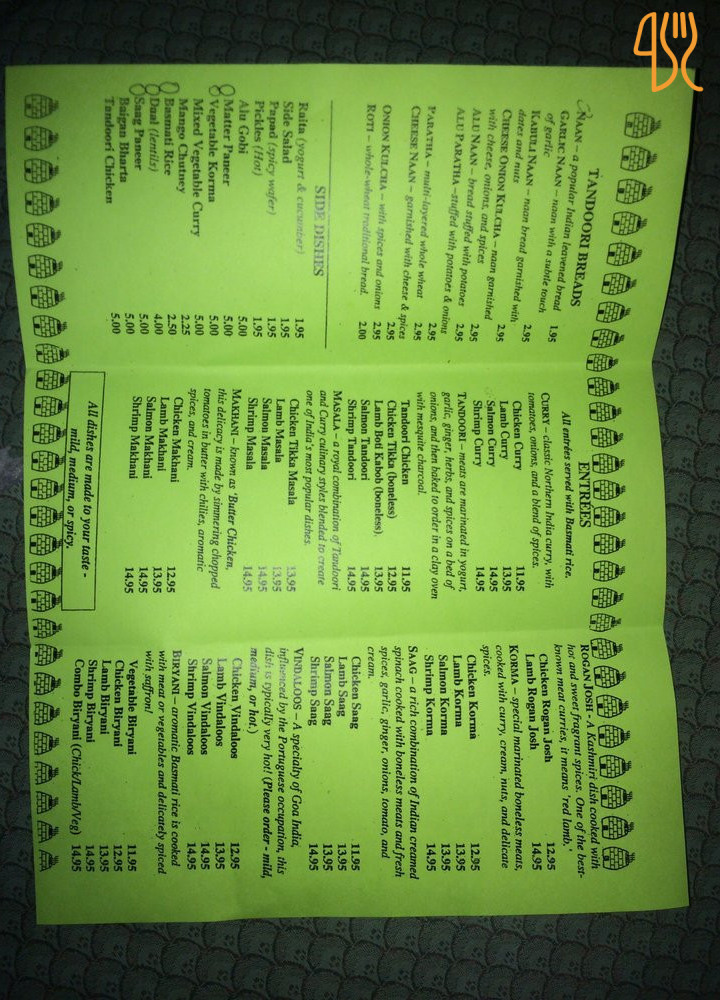 TANDOORI BREADS
NAAN – a popular Indian leavened bread 1.95
GARLIC NAAN – naan with a subtle touch
of garlic
KABULI NAAN – naan bread garnished with
dates and nuts 2.95
CHEESE ONION KULCHA – naan garnished
with cheese, onions, and spices 2.95
ALU NAAN – bread stuffed with potatoes 2.95
ALU PARATHA – stuffed with potatoes & onions 2.95
PARATHA – multi-layered whole wheat 2.95
CHEESE NAAN – garnished with cheese & spices 2.95
ONION KULCHA – with spices and onions 2.95
ROTI – whole-wheat traditional bread. 2.00
SIDE DISHES
Raita (yogurt & cucumber) 1.95
Side Salad 1.95
Papad (spicy wafer) 1.95
Pickles (Hot) 1.95
Alu Gobi 5.00
Matter Paneer 5.00
Vegetable Korma 5.00
Mixed Vegetable Curry 5.00
Mango Chutney 2.25
Basmati Rice 2.50
Daal (lentils) 4.00
Saag Paneer 5.00
Baigan Bharta 5.00
Tandoori Chicken 5.00
ENTREES
All entrées served with Basmati rice.
CURRY – classic Northern India curry, with
tomatoes, onions, and a blend of spices.
Chicken Curry 11.95
Lamb Curry 13.95
Salmon Curry 14.95
Shrimp Curry 14.95
TANDOORI – meats are marinated in yogurt,
garlic, ginger, herbs, and spices on a bed of
onions, and then baked to order in a clay oven
with mesquite charcoal.
Tandoori Chicken 11.95
Chicken Tikka (boneless) 12.95
Lamb Boti Kabob (boneless) 13.95
Salmon Tandoori 14.95
Shrimp Tandoori 14.95
MASALA – a royal combination of Tandoori
and Curry culinary styles blended to create
one of India's most popular dishes.
Chicken Tikka Masala 13.95
Lamb Masala 13.95
Salmon Masala 14.95
Shrimp Masala 14.95
MAKHANI – known as 'Butter Chicken,
this delicacy is made by simmering chopped
tomatoes in butter with chilies, aromatic
spices, and cream.
Chicken Makhani 12.95
Lamb Makhani 13.95
Salmon Makhani 14.95
Shrimp Makhani 14.95
All dishes are made to your taste -
mild, medium, or spicy.
ROGAN JOSH - A Kashmiri dish cooked with
hot and sweet fragrant spices. One of the best-
known meat curries, it means 'red lamb.'
Chicken Rogan Josh 12.95
Lamb Rogan Josh 14.95
KORMA – special marinated boneless meats,
cooked with curry, cream, nuts, and delicate
spices.
Chicken Korma 12.95
Lamb Korma 13.95
Salmon Korma 13.95
Shrimp Korma 14.95
SAAG – a rich combination of Indian creamed
spinach cooked with boneless meats and fresh
spices, garlic, ginger, onions, tomato, and
cream.
Chicken Saag 11.95
Lamb Saag 13.95
Salmon Saag 13.95
Shrimp Saag 14.95
VINDALOOS – A specialty of Goa India,
influenced by the Portuguese occupation, this
dish is typically very hot! (Please order - mild,
medium, or hot.)
Chicken Vindaloos 12.95
Lamb Vindaloos 13.95
Salmon Vindaloos 14.95
Shrimp Vindaloos 14.95
BIRYANI – aromatic Basmati rice is cooked
with meat or vegetables and delicately spiced
with saffron!
Vegetable Biryani 11.95
Chicken Biryani 12.95
Lamb Biryani 13.95
Shrimp Biryani 14.95
Combo Biryani (Chick/Lamb/Veg) 14.95